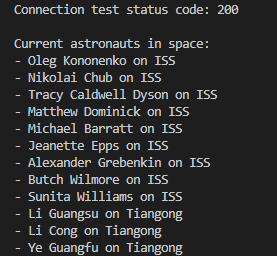 Connection test status code: 200
Current astronauts in space:
- Oleg Kononenko on ISS
- Nikolai Chub on ISS
- Tracy Caldwell Dyson on ISS
- Matthew Dominick on ISS
- Michael Barratt on ISS
- Jeanette Epps on ISS
- Alexander Grebenkin on ISS
- Butch Wilmore on ISS
- Sunita Williams on ISS
- Li Guangsu on Tiangong
- Li Cong on Tiangong
- Ye Guangfu on Tiangong